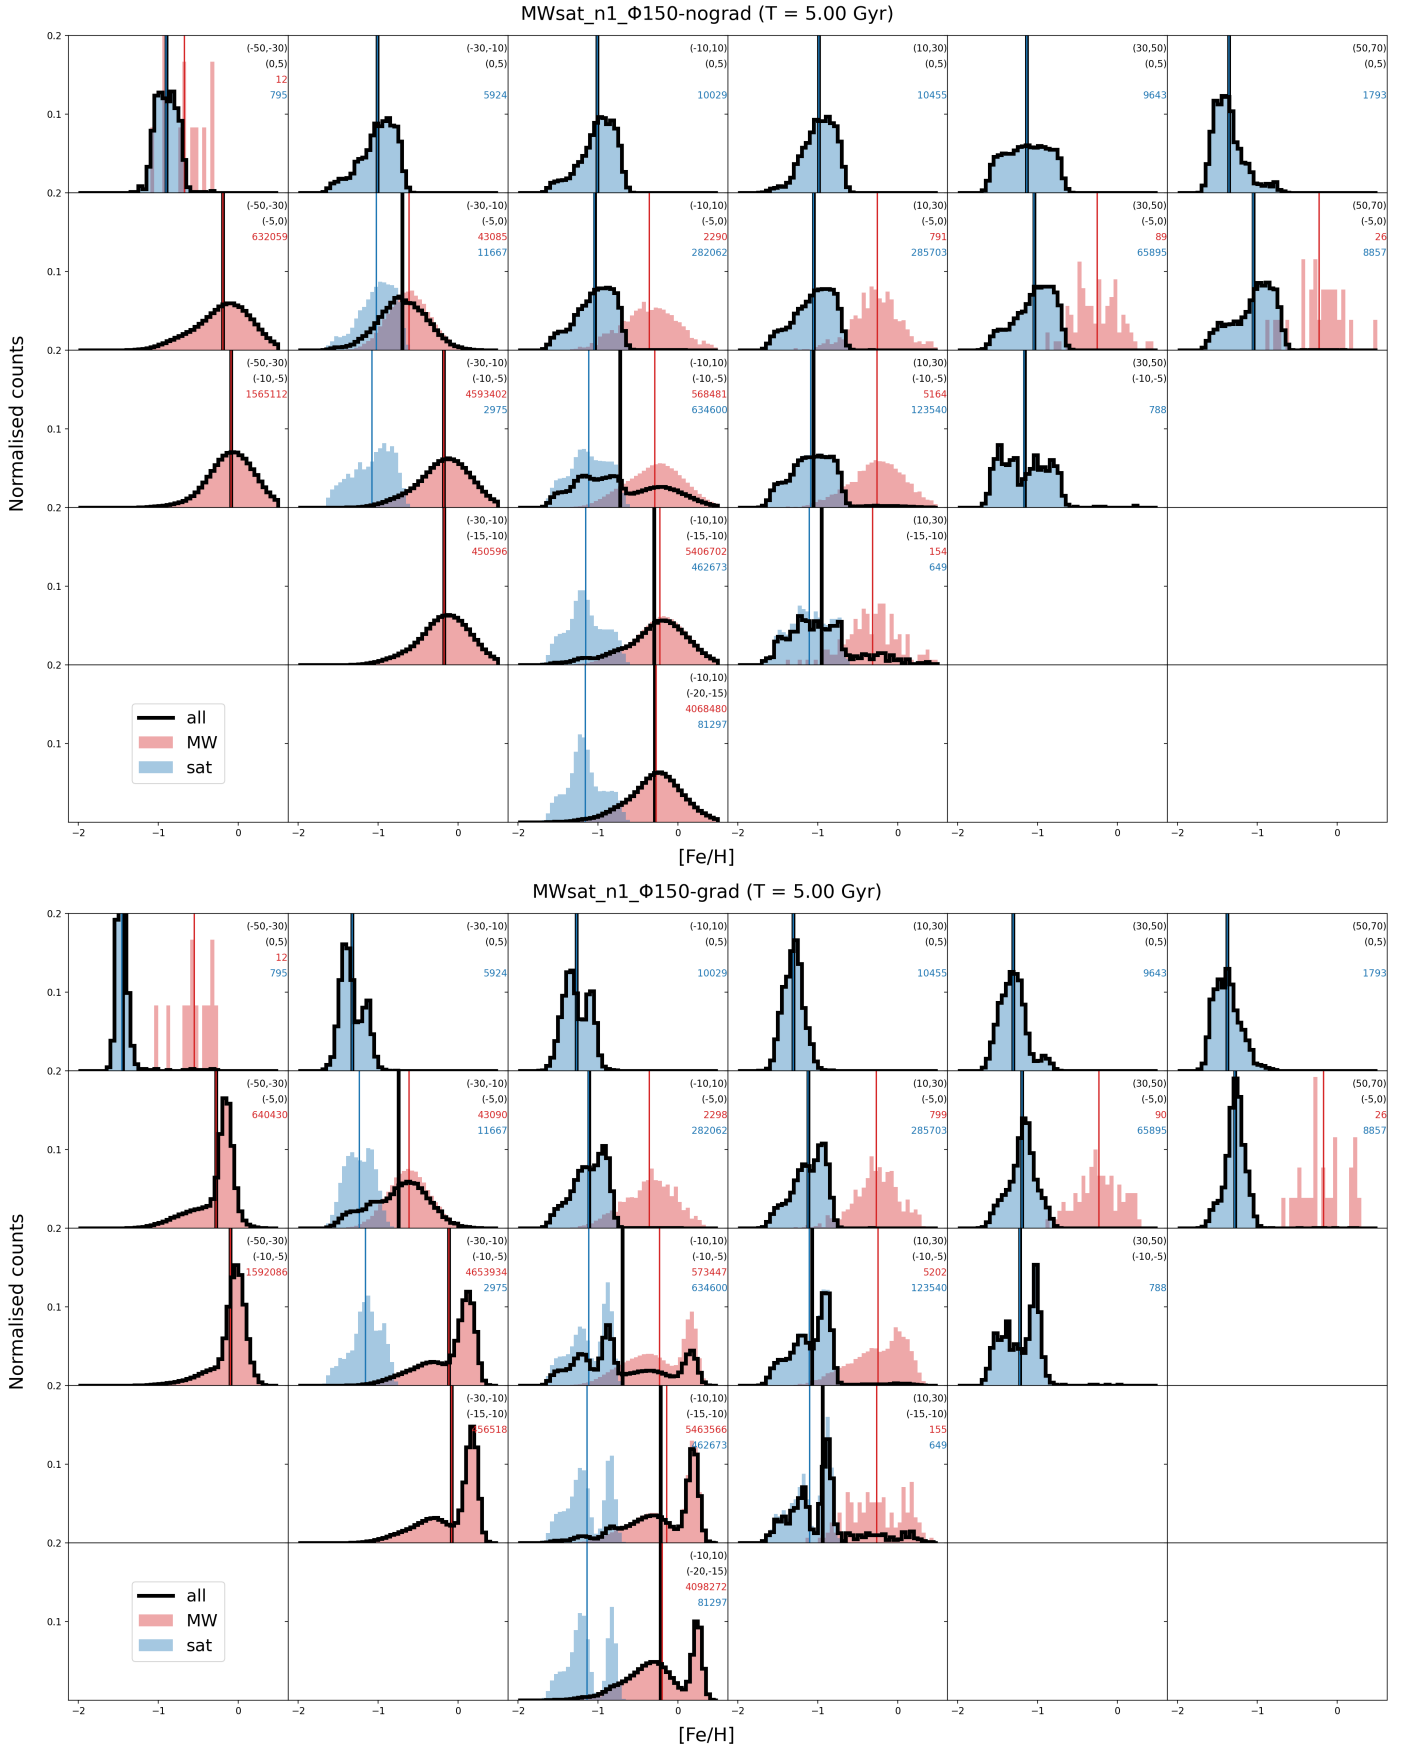 MWsat_n1_Φ150-nograd (T = 5.00 Gyr)
0.2
(-50,-30) (-30,-10) (-10,10) (10,30) (30,50) (50,70)
(0,5) (0,5) (0,5) (0,5) (0,5) (0,5)
12
795 5924 10029 10455 9643 1793
0.1
0.2
(-50,-30) (-30,-10) (-10,10) (10,30) (30,50) (50,70)
(-5,0) (-5,0) (-5,0) (-5,0) (-5,0) (-5,0)
632059 43085 2290 791 89 26
11667 282062 285703 65895 8857
0.1
0.2
(-50,-30) (-30,-10) (-10,10) (10,30) (30,50)
(-10,-5) (-10,-5) (-10,-5) (-10,-5) (-10,-5)
1565112 4593402 568481 5164
2975 634600 123540 788
0.1
Normalised counts
0.2
(-30,-10) (-10,10) (10,30)
(-15,-10) (-15,-10) (-15,-10)
450596 5406702 154
462673 649
0.1
0.2
(-10,10)
(-20,-15)
4068480
81297
0.1
all
MW
sat
−2 −1 0 −2 −1 0 −2 −1 0 −2 −1 0 −2 −1 0 −2 −1 0
[Fe/H]
MWsat_n1_Φ150-grad (T = 5.00 Gyr)
0.2
(-50,-30) (-30,-10) (-10,10) (10,30) (30,50) (50,70)
(0,5) (0,5) (0,5) (0,5) (0,5) (0,5)
12
795 5924 10029 10455 9643 1793
0.1
0.2
(-50,-30) (-30,-10) (-10,10) (10,30) (30,50) (50,70)
(-5,0) (-5,0) (-5,0) (-5,0) (-5,0) (-5,0)
640430 43090 2298 799 90 26
11667 282062 285703 65895 8857
0.1
0.2
(-50,-30) (-30,-10) (-10,10) (10,30) (30,50)
(-10,-5) (-10,-5) (-10,-5) (-10,-5) (-10,-5)
1592086 4653934 573447 5202
2975 634600 123540 788
0.1
Normalised counts
0.2
(-30,-10) (-10,10) (10,30)
(-15,-10) (-15,-10) (-15,-10)
456518 5463566 155
462673 649
0.1
0.2
(-10,10)
(-20,-15)
4098272
81297
0.1
all
MW
sat
−2 −1 0 −2 −1 0 −2 −1 0 −2 −1 0 −2 −1 0 −2 −1 0
[Fe/H]